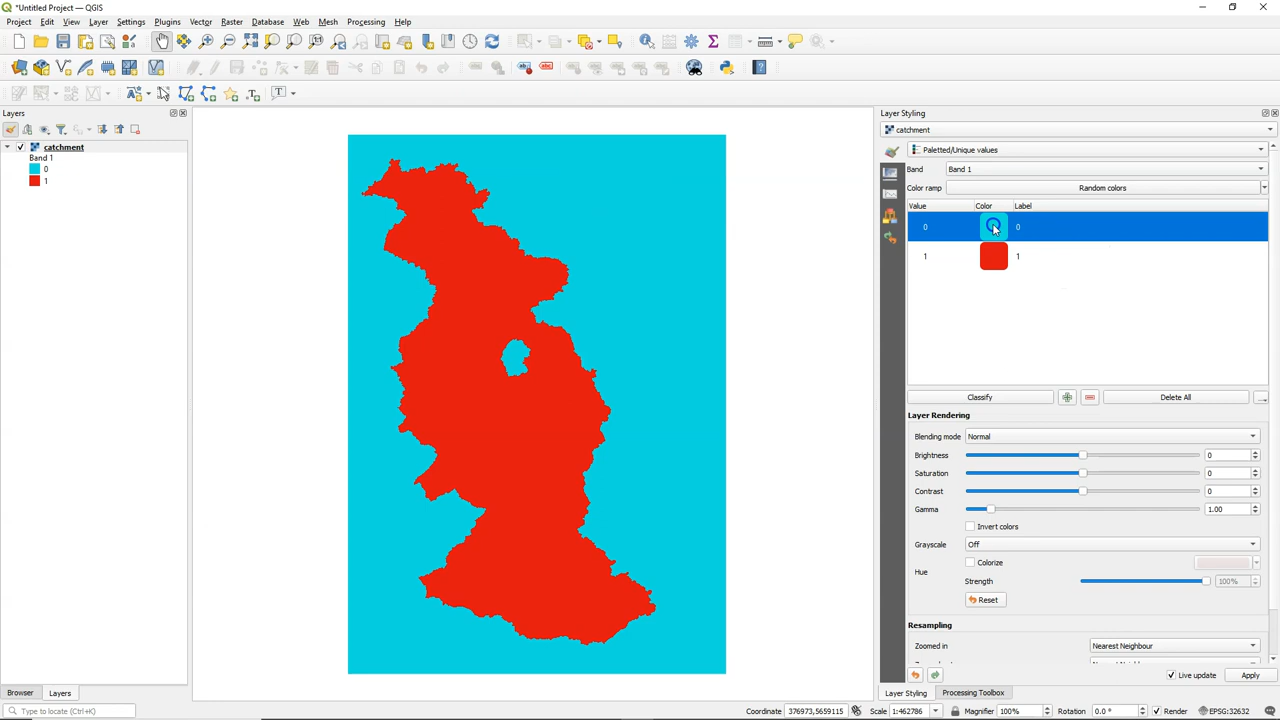 *Untitled Project — QGIS
Project Edit View Layer Settings Plugins Vector Raster Database Web Mesh Processing Help
Layers
catchment
Band 1
0
1
Browser Layers
Type to locate (Ctrl+K)
Layer Styling
catchment
Paletted/Unique values
Band Band 1
Color ramp Random colors
Value Color Label
0 0
1 1
Classify Delete All ...
Layer Rendering
Blending mode Normal
Brightness 0
Saturation 0
Contrast 0
Gamma 1.00
Invert colors
Grayscale Off
Hue Colorize
Strength 100%
Reset
Resampling
Zoomed in Nearest Neighbour
Live update Apply
Layer Styling Processing Toolbox
Coordinate 376973,5659115 Scale 1:462786 Magnifier 100% Rotation 0.0 ° Render EPSG:32632